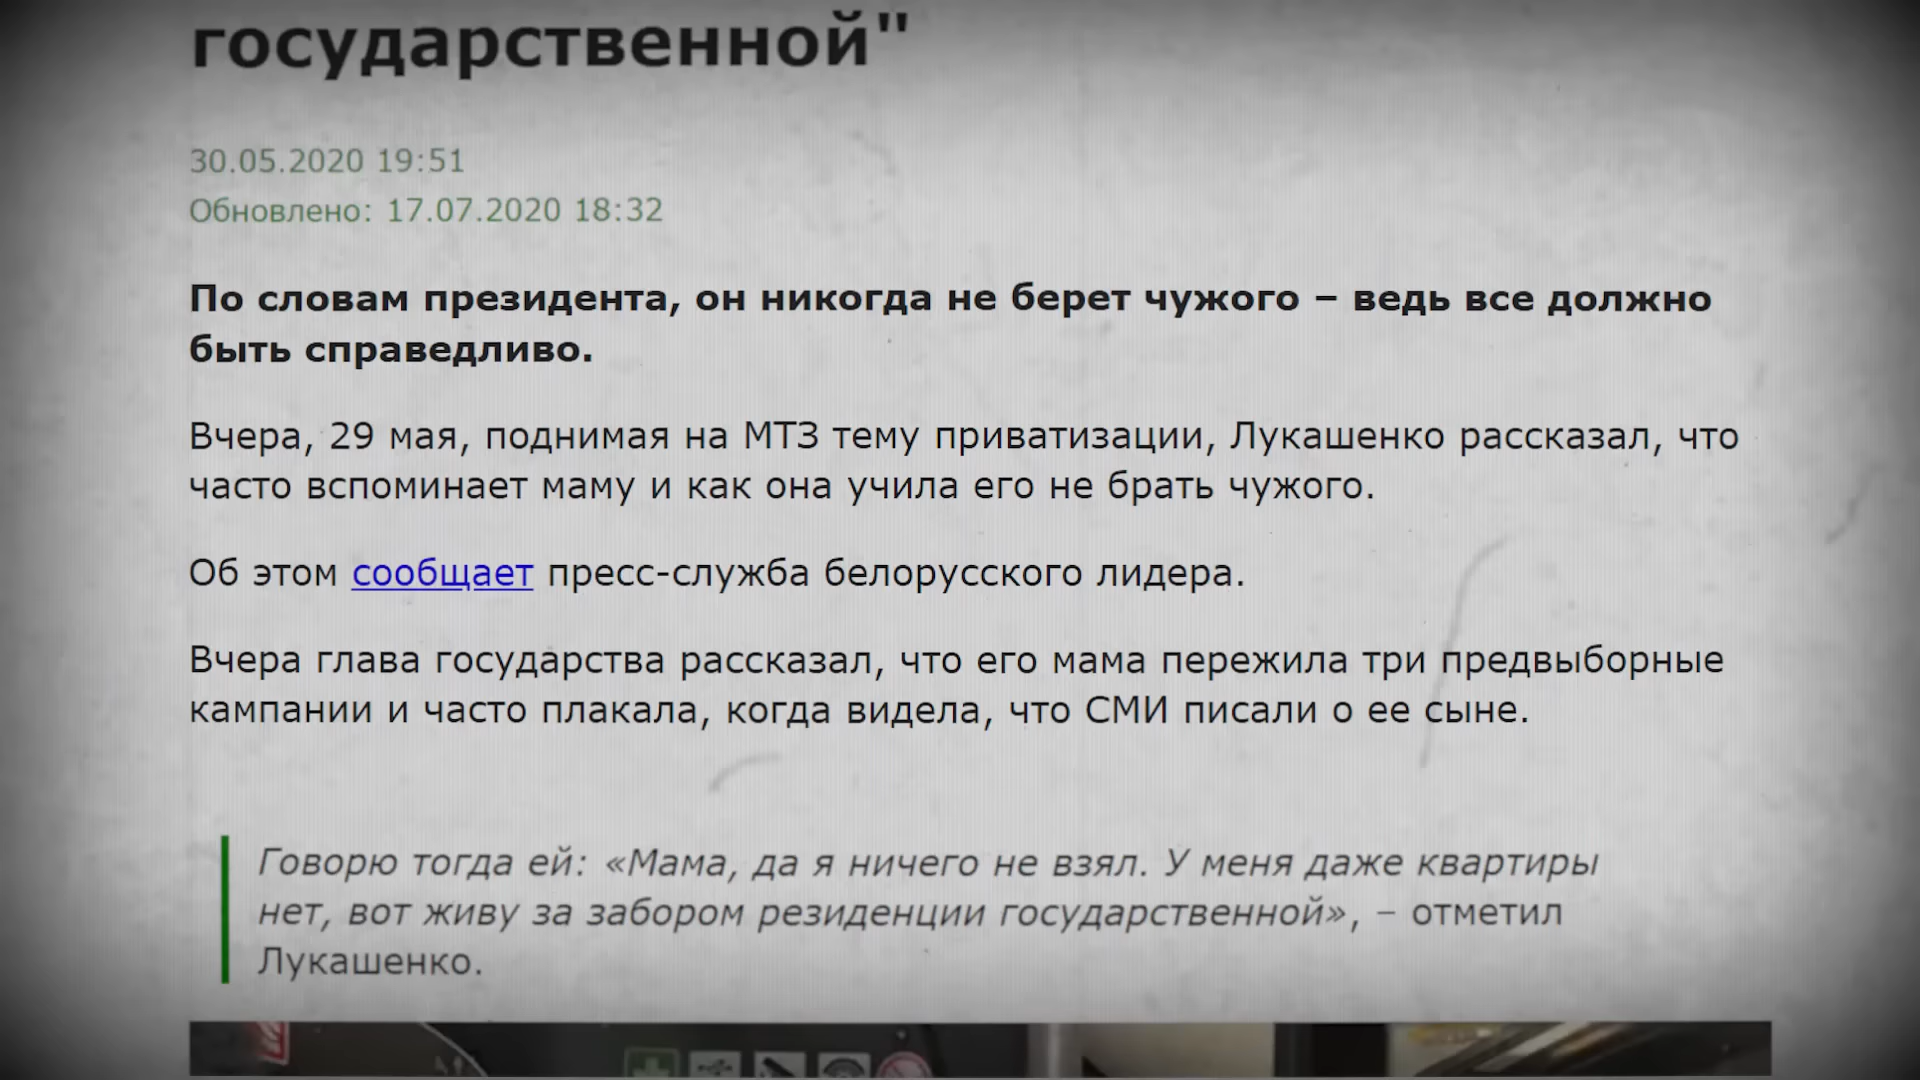 государственной"
30.05.2020 19:51
Обновлено: 17.07.2020 18:32
По словам президента, он никогда не берет чужого – ведь все должно
быть справедливо.
Вчера, 29 мая, поднимая на МТЗ тему приватизации, Лукашенко рассказал, что
часто вспоминает маму и как она учила его не брать чужого.
Об этом сообщает пресс-служба белорусского лидера.
Вчера глава государства рассказал, что его мама пережила три предвыборные
кампании и часто плакала, когда видела, что СМИ писали о ее сыне.
Говорю тогда ей: «Мама, да я ничего не взял. У меня даже квартиры
нет, вот живу за забором резиденции государственной», – отметил
Лукашенко.